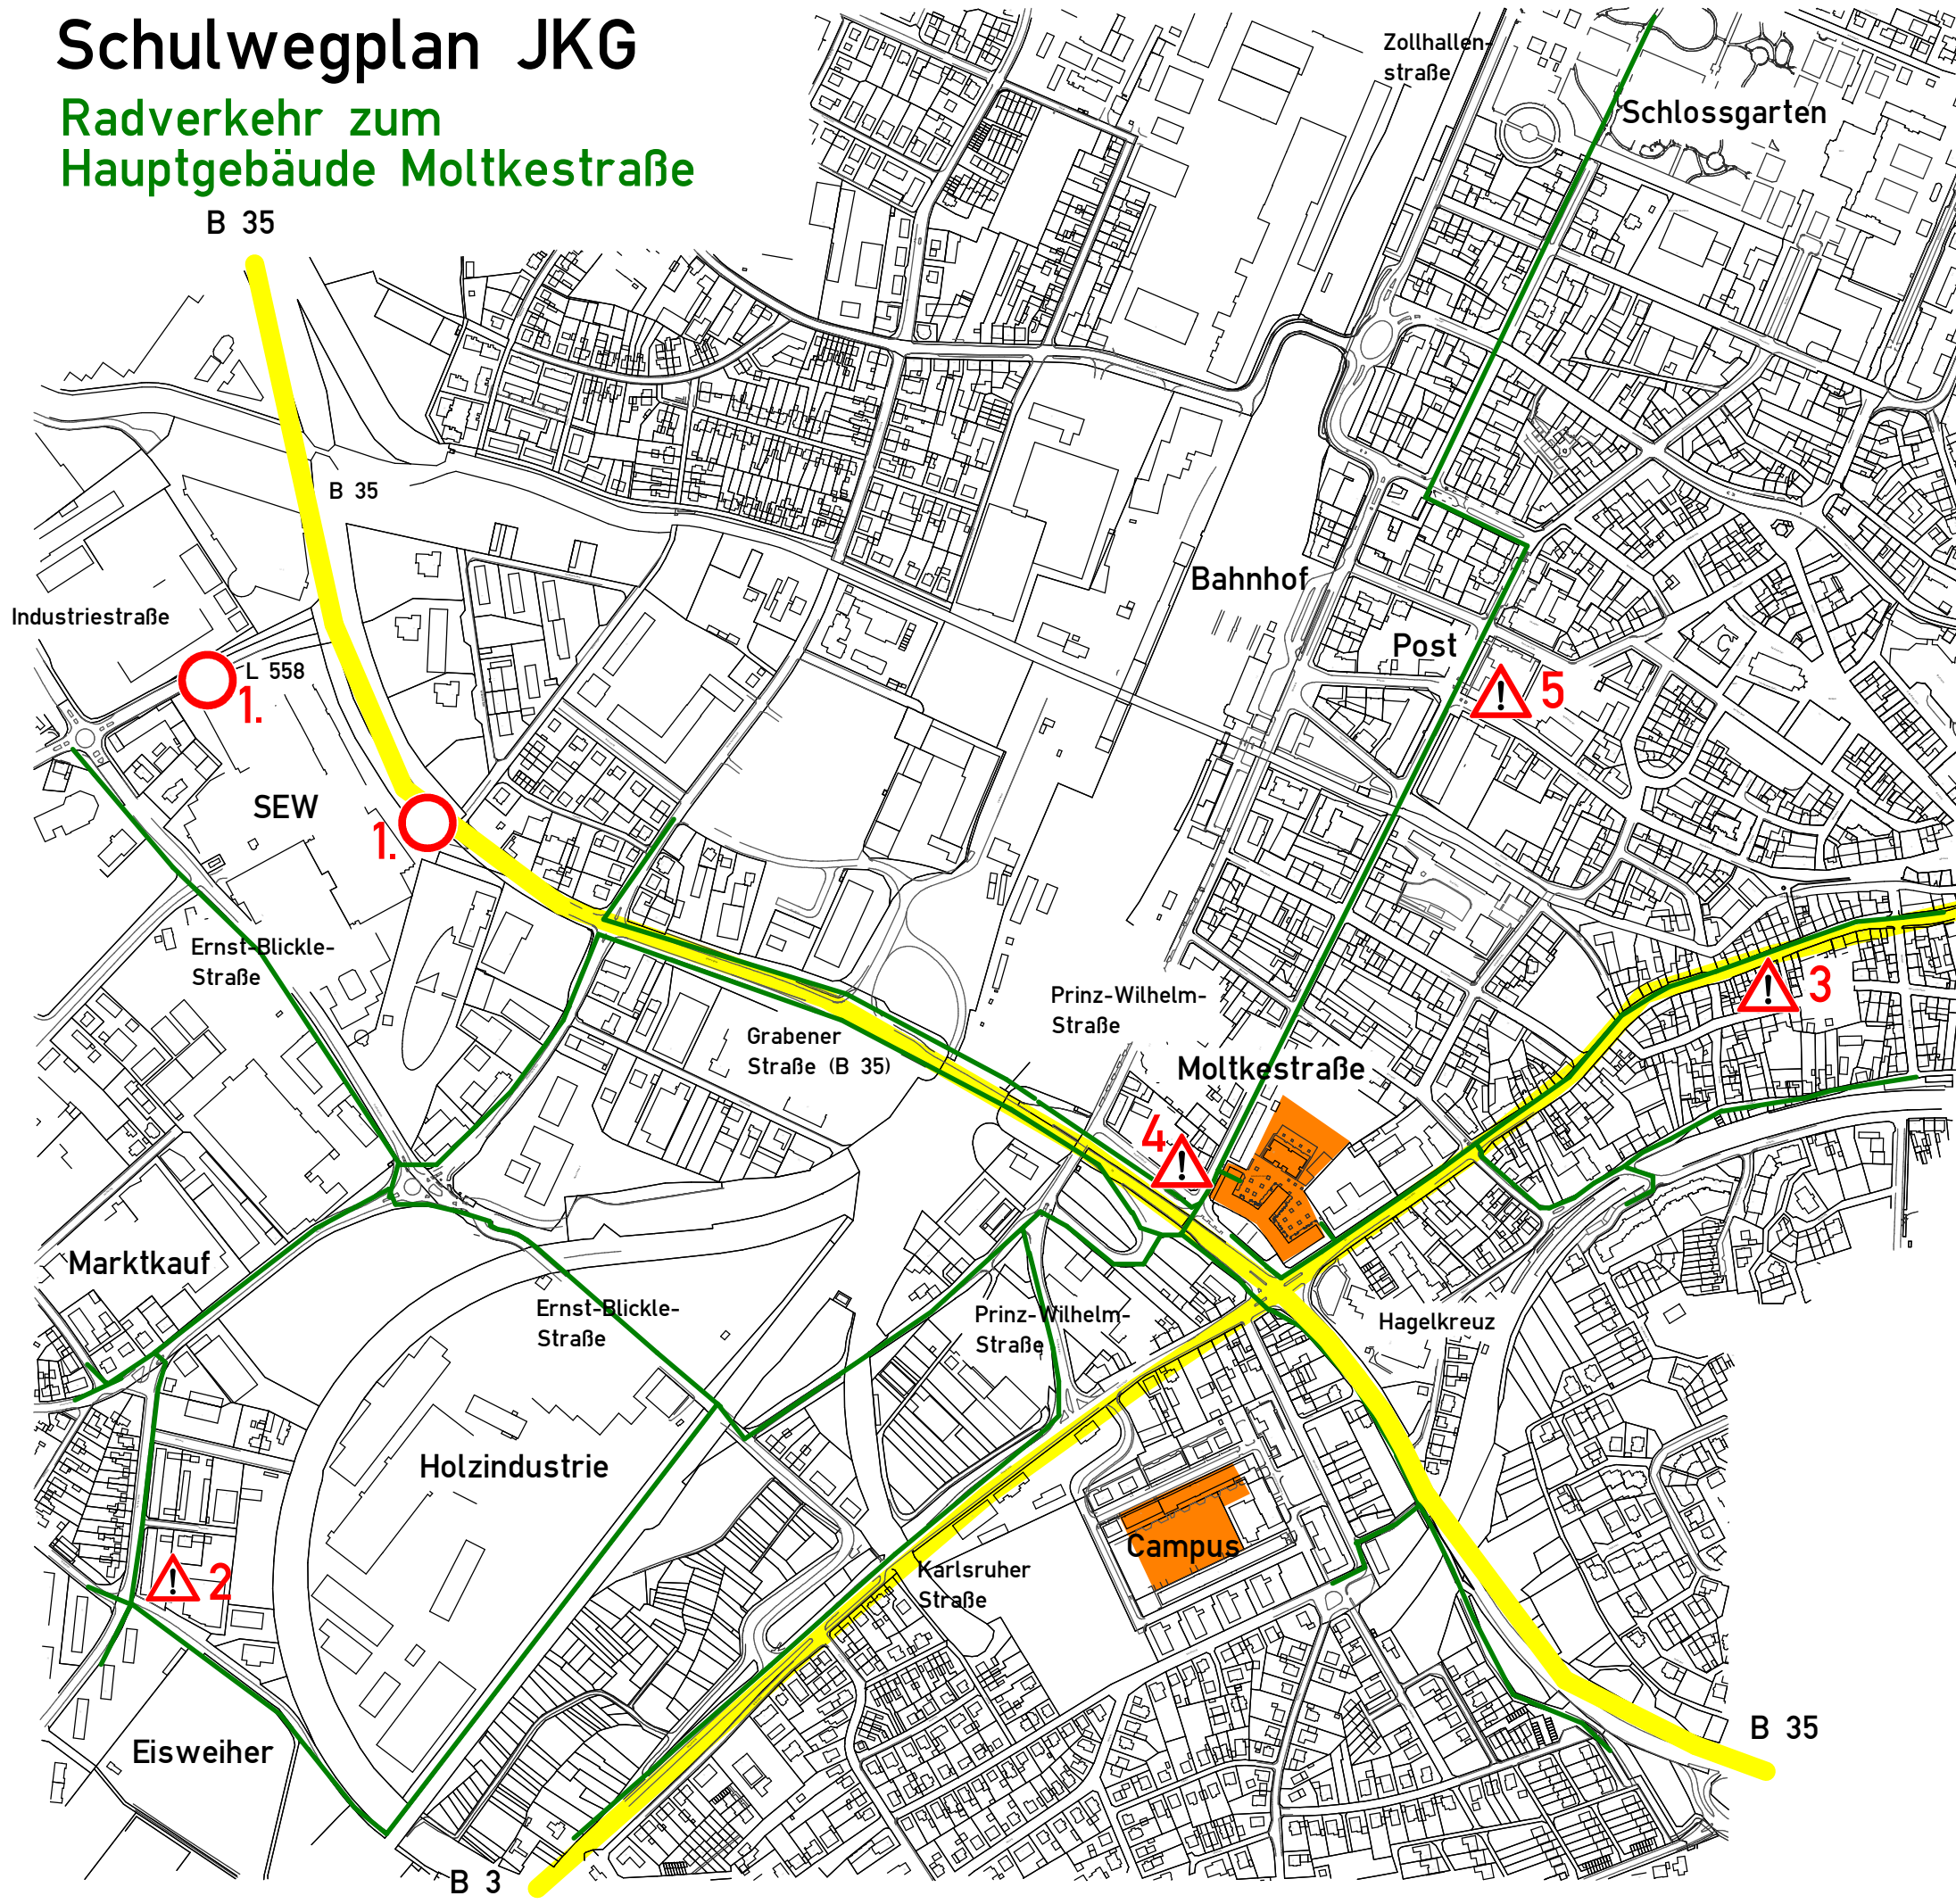 Schulwegplan JKG
Radverkehr zum
Hauptgebäude Moltkestraße
B 35
Zollhallen-
straße
Schlossgarten
B 35
Bahnhof
Industriestraße
Post
L 558
1.
5
SEW
1.
Ernst-Blickle-
Straße
Prinz-Wilhelm-
Straße
3
Grabener
Straße (B 35)
Moltkestraße
4
Marktkauf
Ernst-Blickle-
Straße
Prinz-Wilhelm-
Straße
Hagelkreuz
Holzindustrie
Campus
2
Karlsruher
Straße
Eisweiher
B 35
B 3